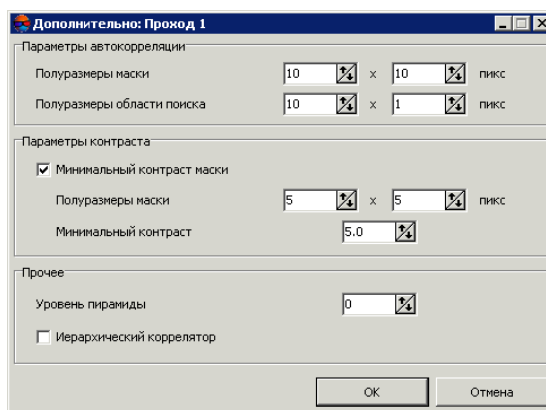 Дополнительно: Проход 1
Параметры автокорреляции
Полуразмеры маски 10 x 10 пикс
Полуразмеры области поиска 10 x 1 пикс
Параметры контраста
Минимальный контраст маски
Полуразмеры маски 5 x 5 пикс
Минимальный контраст 5.0
Прочее
Уровень пирамиды 0
Иерархический коррелятор
OK Отмена